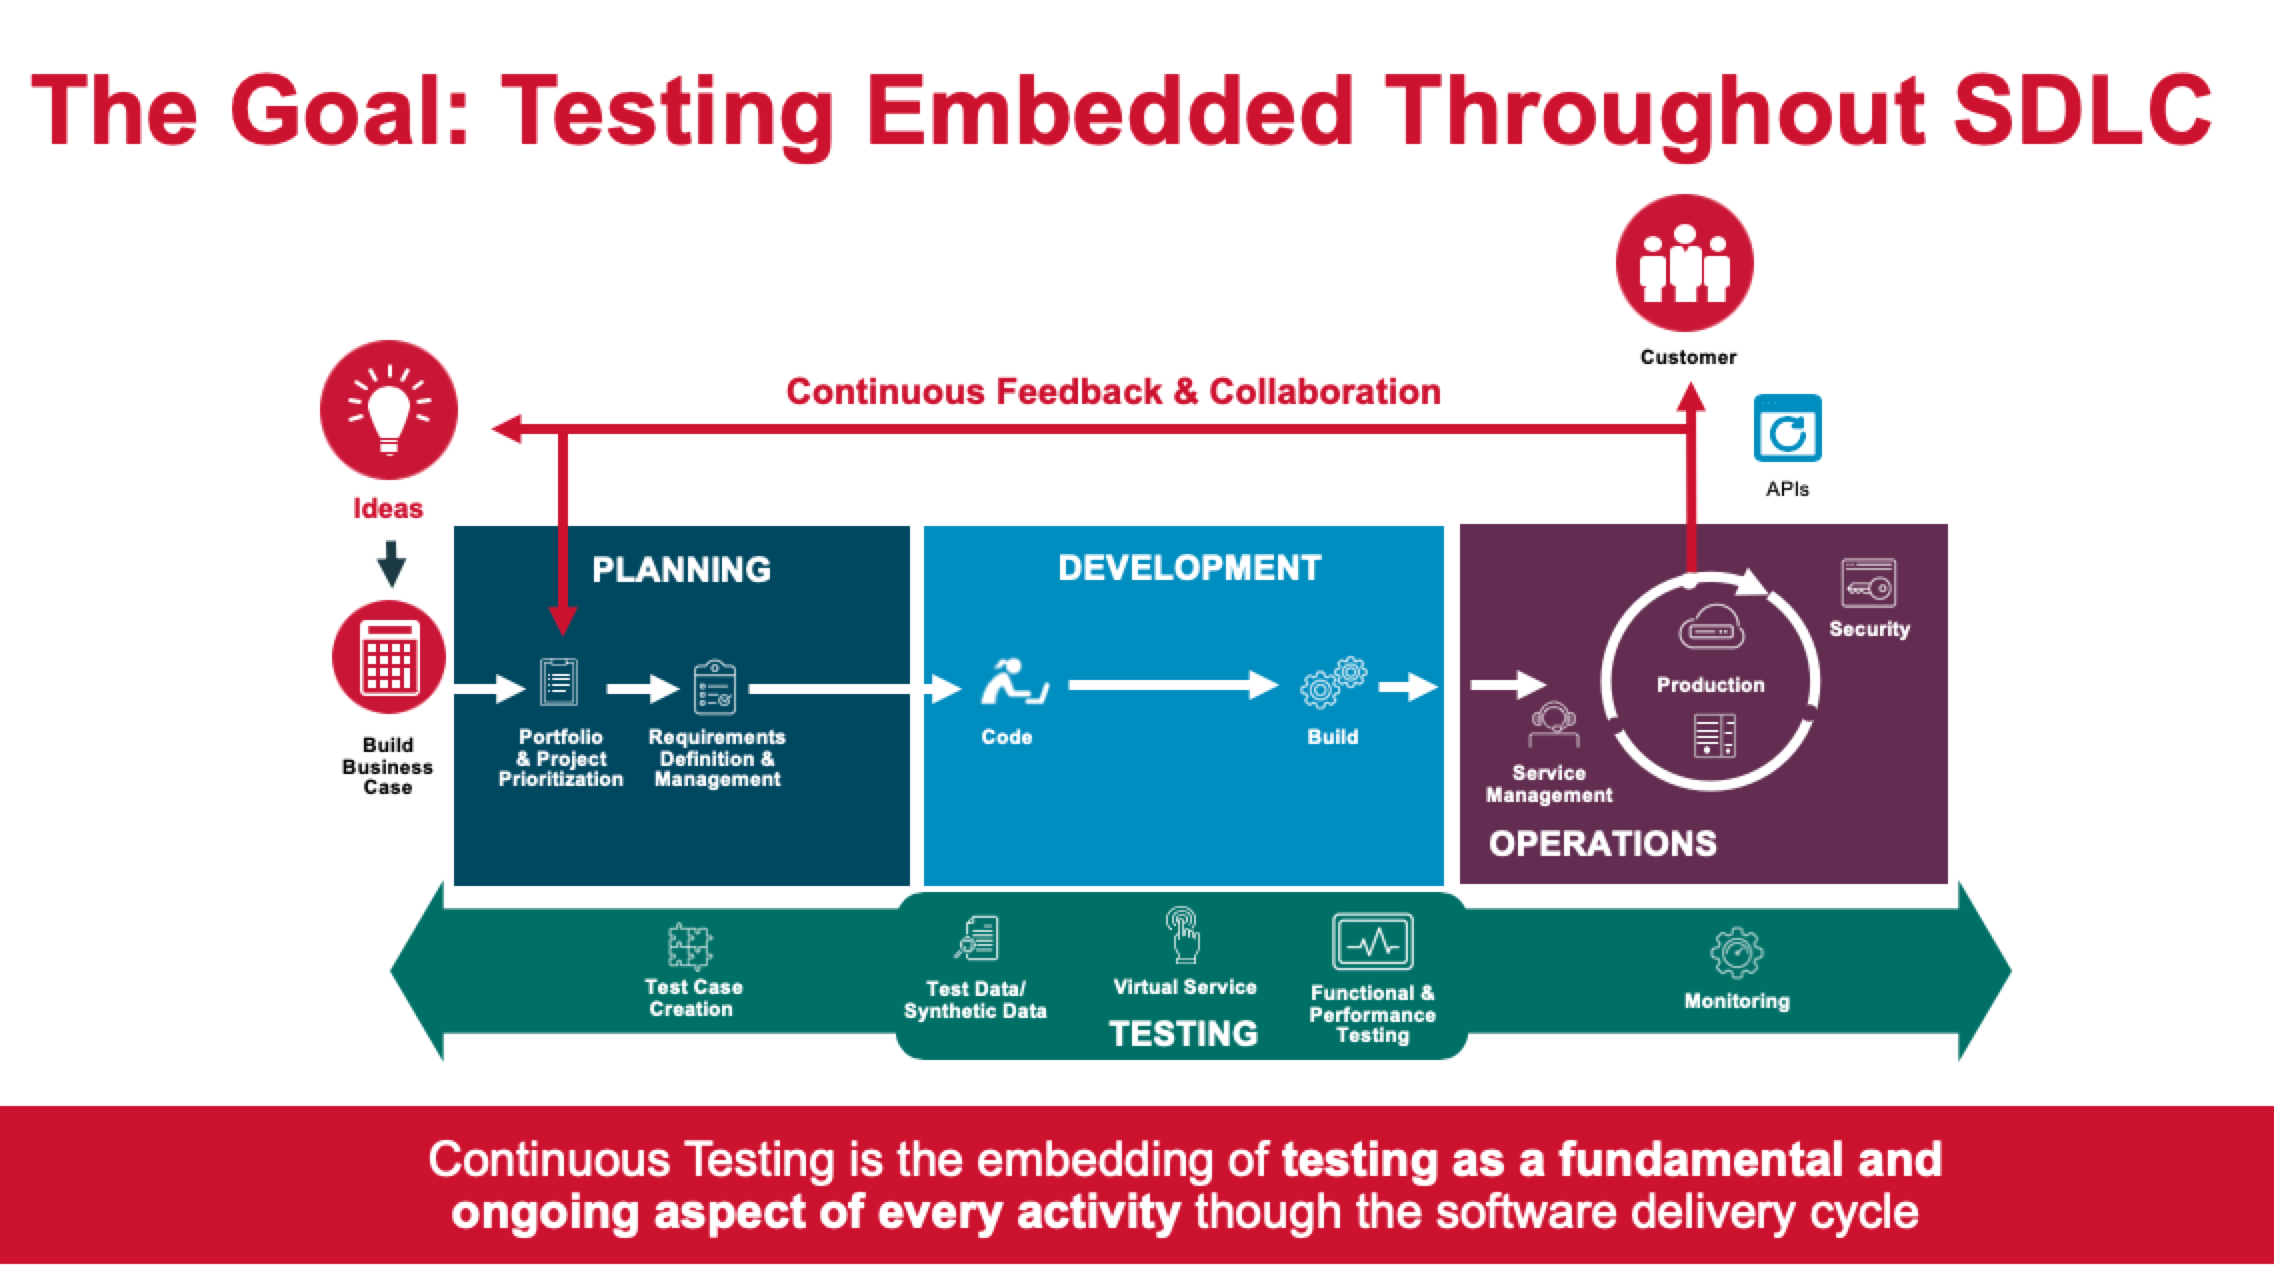 The Goal: Testing Embedded Throughout SDLC
Customer
Continuous Feedback & Collaboration
APIs
Ideas
Build
Business
Case
PLANNING
Portfolio
& Project
Prioritization
Requirements
Definition &
Management
DEVELOPMENT
Code
Build
Security
Production
Service
Management
OPERATIONS
Test Case
Creation
Test Data/
Synthetic Data
Virtual Service
TESTING
Functional &
Performance
Testing
Monitoring
Continuous Testing is the embedding of testing as a fundamental and
ongoing aspect of every activity though the software delivery cycle